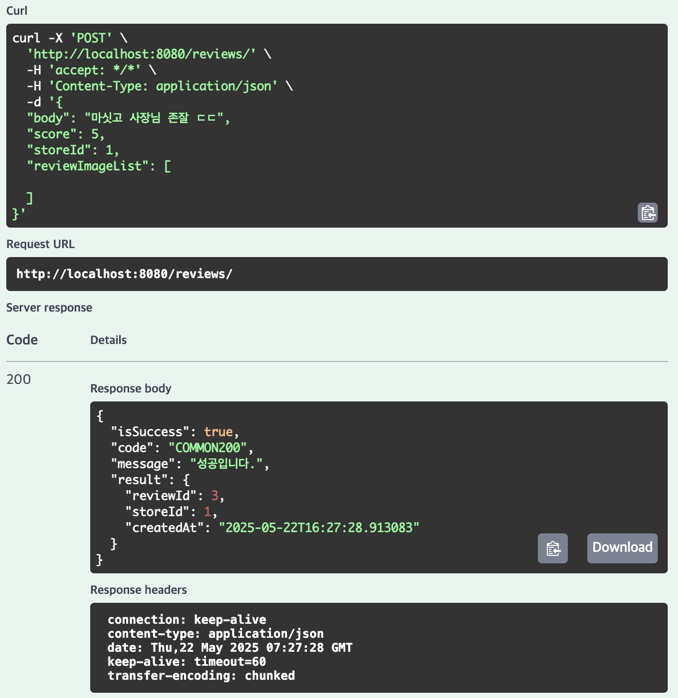 Curl
curl -X 'POST' \
'http://localhost:8080/reviews/' \
-H 'accept: */*' \
-H 'Content-Type: application/json' \
-d '{
"body": "마싯고 사장님 존잘 ㄷㄷ",
"score": 5,
"storeId": 1,
"reviewImageList": [
]
}'
Request URL
http://localhost:8080/reviews/
Server response
Code Details
200
Response body
{
"isSuccess": true,
"code": "COMMON200",
"message": "성공입니다.",
"result": {
"reviewId": 3,
"storeId": 1,
"createdAt": "2025-05-22T16:27:28.913083"
}
}
Download
Response headers
connection: keep-alive
content-type: application/json
date: Thu,22 May 2025 07:27:28 GMT
keep-alive: timeout=60
transfer-encoding: chunked